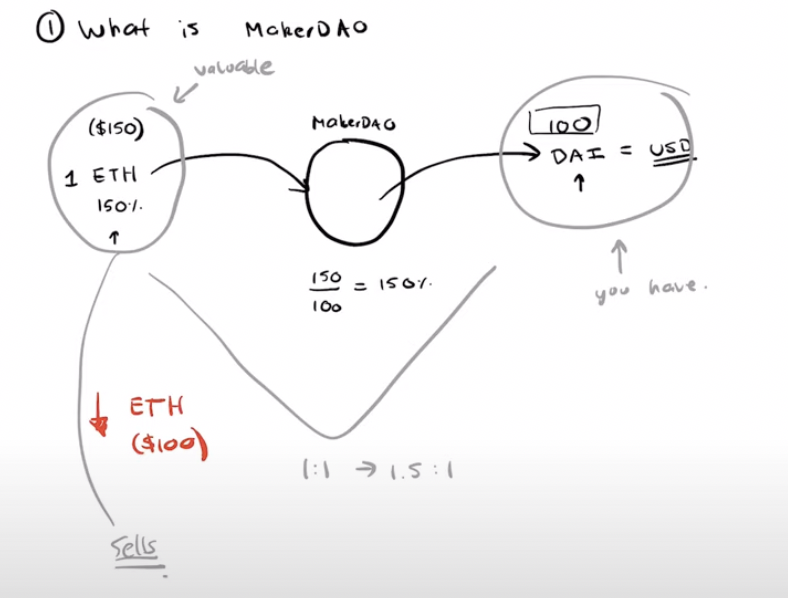 ① What is MakerDAO
valuable
($150)
1 ETH
150%
MakerDAO
150
100
= 150%
100
DAI = USD
you have.
ETH
($100)
1:1 → 1.5:1
Sells